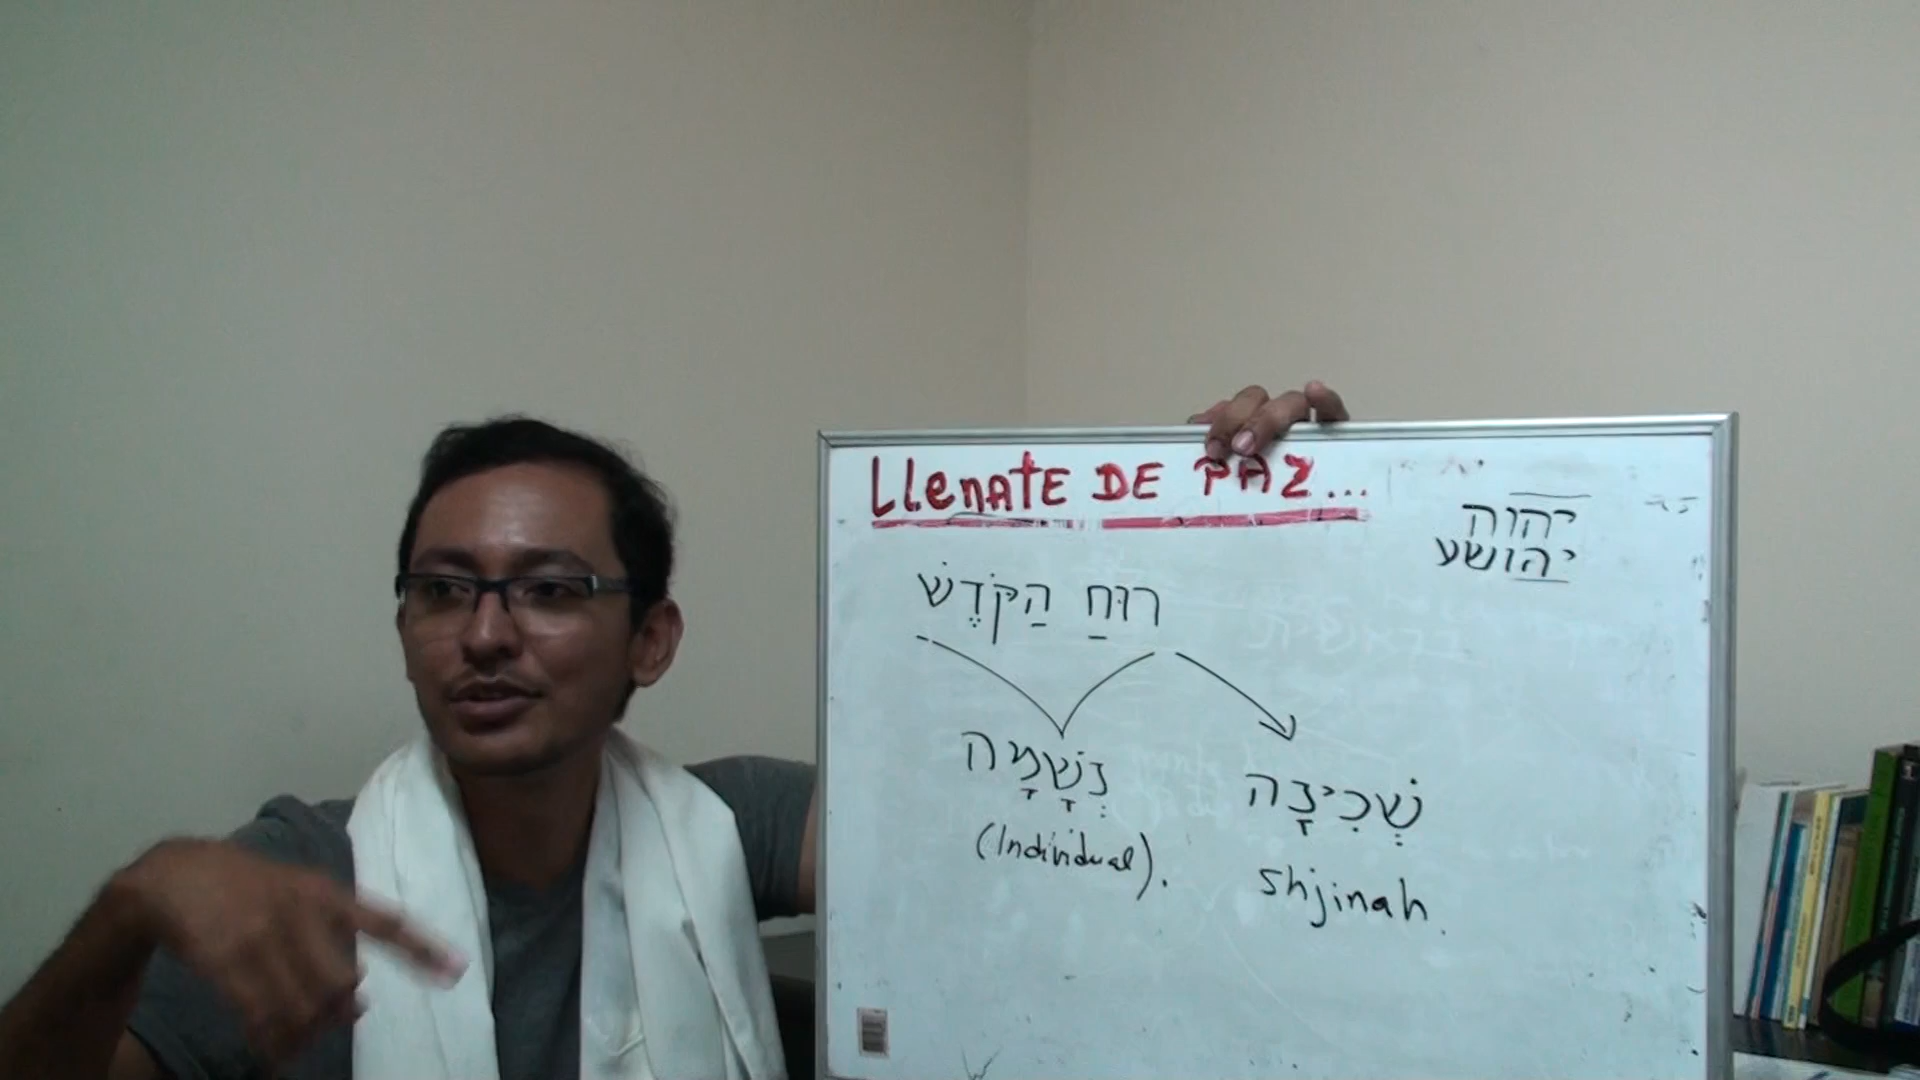 LLenATE DE PAZ...
יהוה
יהושע
רוּחַ הַקֹּדֶשׁ
נְשָׁמָה
שְׁכִינָה
(Individual).
shjinah.